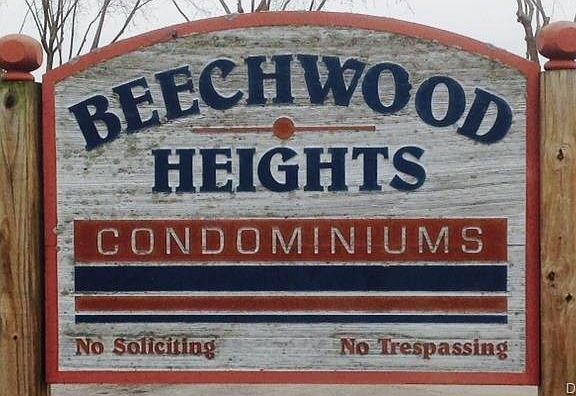 BEECHWOOD
HEIGHTS
CONDOMINIUMS
No Soliciting No Trespassing
D